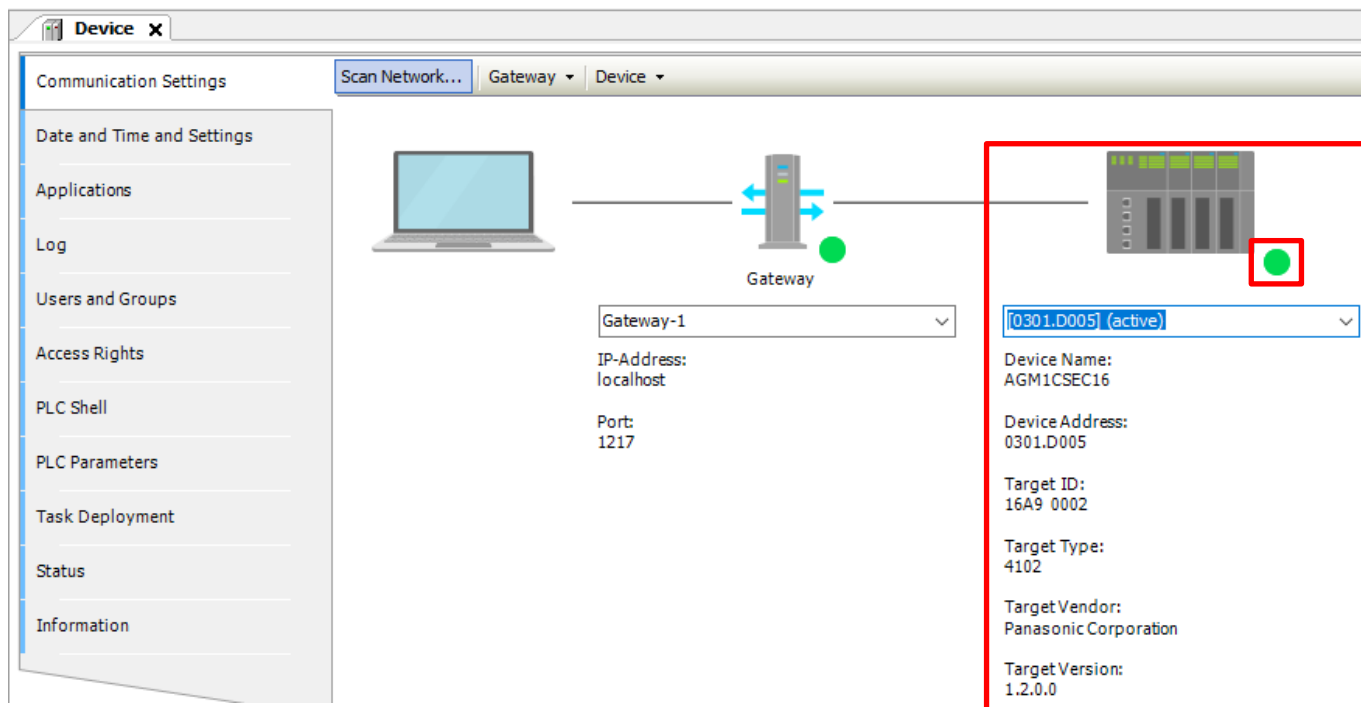 Device
Communication Settings
Date and Time and Settings
Applications
Log
Users and Groups
Access Rights
PLC Shell
PLC Parameters
Task Deployment
Status
Information
Scan Network...
Gateway
Device
Gateway
Gateway-1
IP-Address:
localhost
Port:
1217
[0301.D005] (active)
Device Name:
AGM1CSEC16
Device Address:
0301.D005
Target ID:
16A9 0002
Target Type:
4102
Target Vendor:
Panasonic Corporation
Target Version:
1.2.0.0